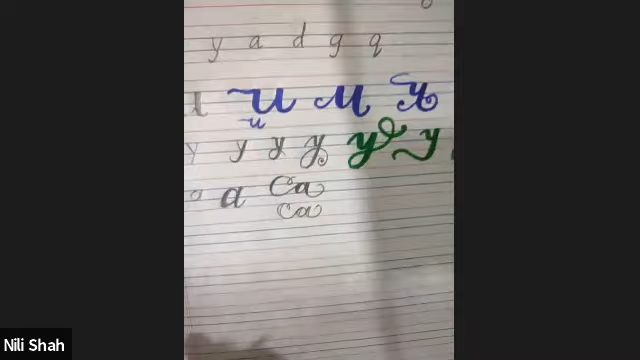 y a d g q
u u u y
u
y y y y y y
o a Ca
Ca
Nili Shah